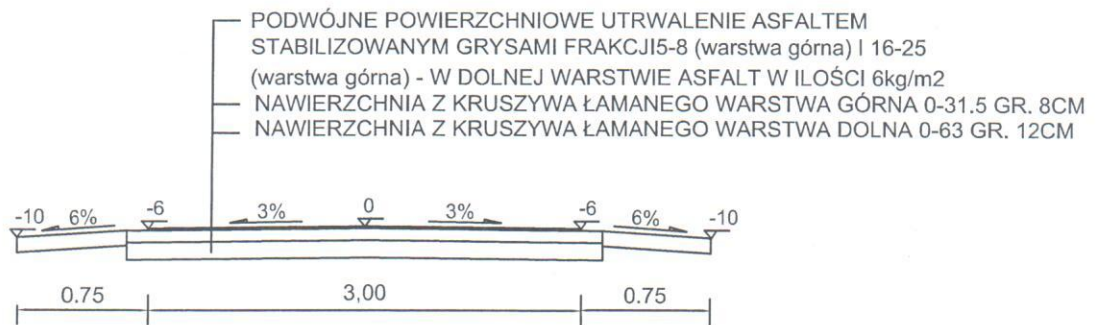 PODWÓJNE POWIERZCHNIOWE UTRWALENIE ASFALTEM
STABILIZOWANYM GRYSAMI FRAKCJI5-8 (warstwa górna) I 16-25
(warstwa górna) - W DOLNEJ WARSTWIE ASFALT W ILOŚCI 6kg/m2
NAWIERZCHNIA Z KRUSZYWA ŁAMANEGO WARSTWA GÓRNA 0-31.5 GR. 8CM
NAWIERZCHNIA Z KRUSZYWA ŁAMANEGO WARSTWA DOLNA 0-63 GR. 12CM
-10 6% -6 3% 0 3% -6 6% -10
0.75 3,00 0.75